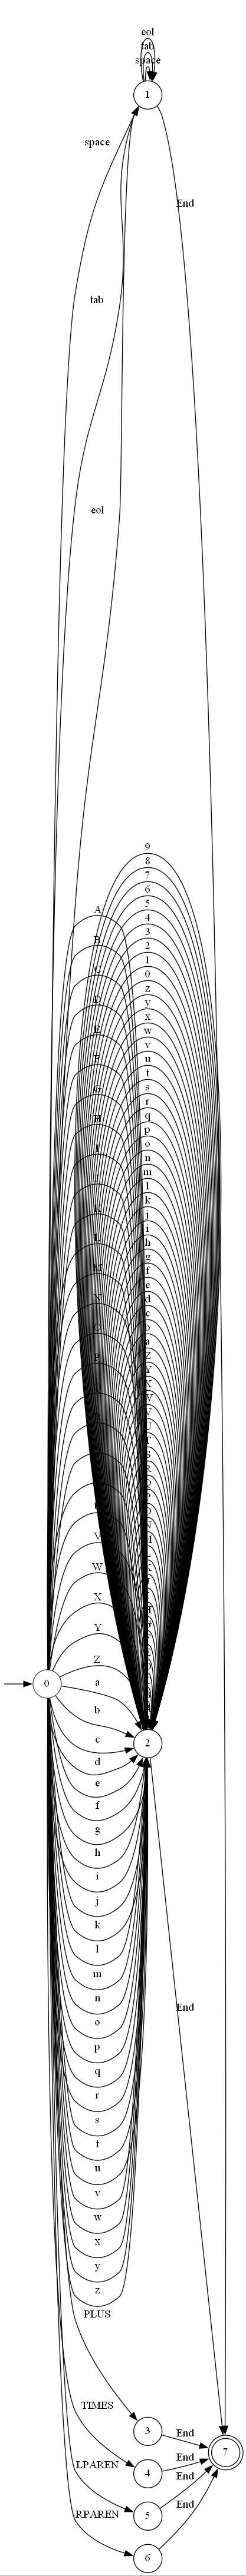 eol
tab
space
1
space
End
tab
eol
9
8
7
6
5
4
3
2
1
0
z
y
x
w
v
u
t
s
r
q
p
o
n
m
l
k
j
i
h
g
f
e
d
c
b
a
Z
Y
X
W
V
U
T
S
R
Q
P
O
N
M
A
B
C
D
E
F
G
H
I
J
K
L
M
N
O
P
Q
V
W
X
Y
Z
0
a
b
2
c
d
e
f
g
h
i
j
k
l
m
n
o
p
q
r
s
t
u
v
w
x
y
z
End
PLUS
TIMES
3
End
LPAREN
4
End
7
End
RPAREN
5
End
6